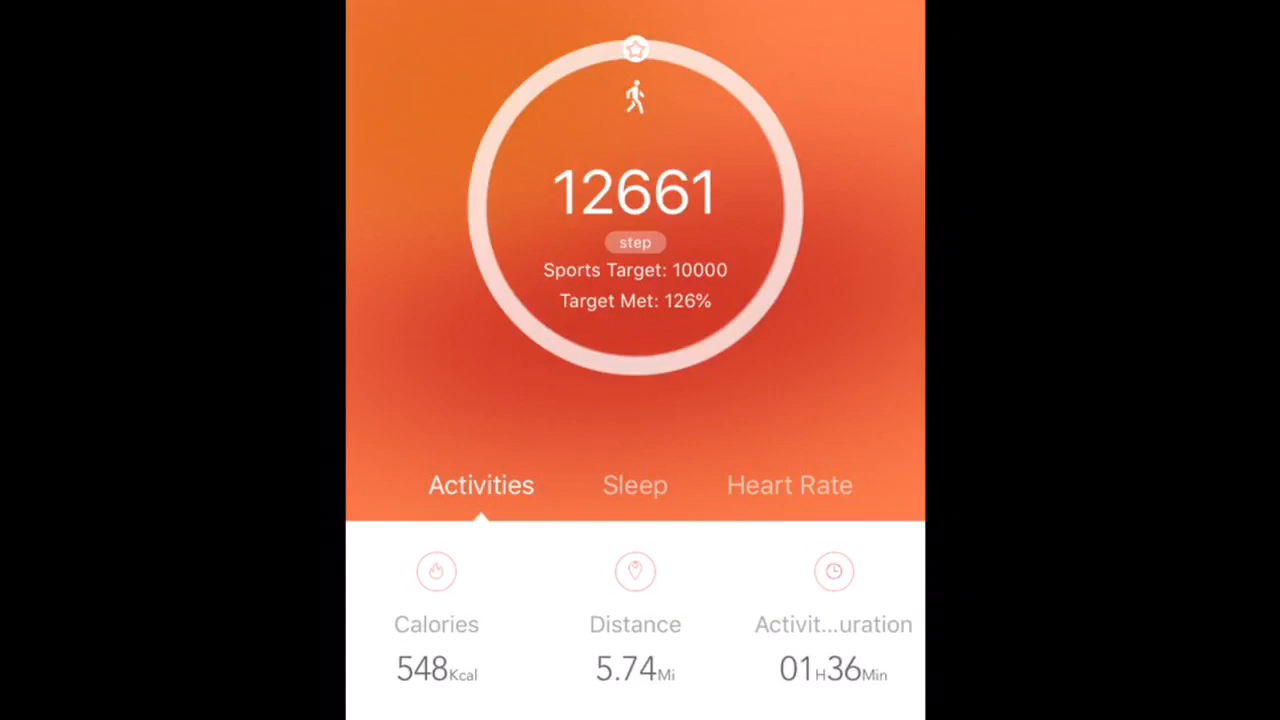 12661
step
Sports Target: 10000
Target Met: 126%
Activities Sleep Heart Rate
Calories Distance Activit...uration
548Kcal 5.74Mi 01H36Min